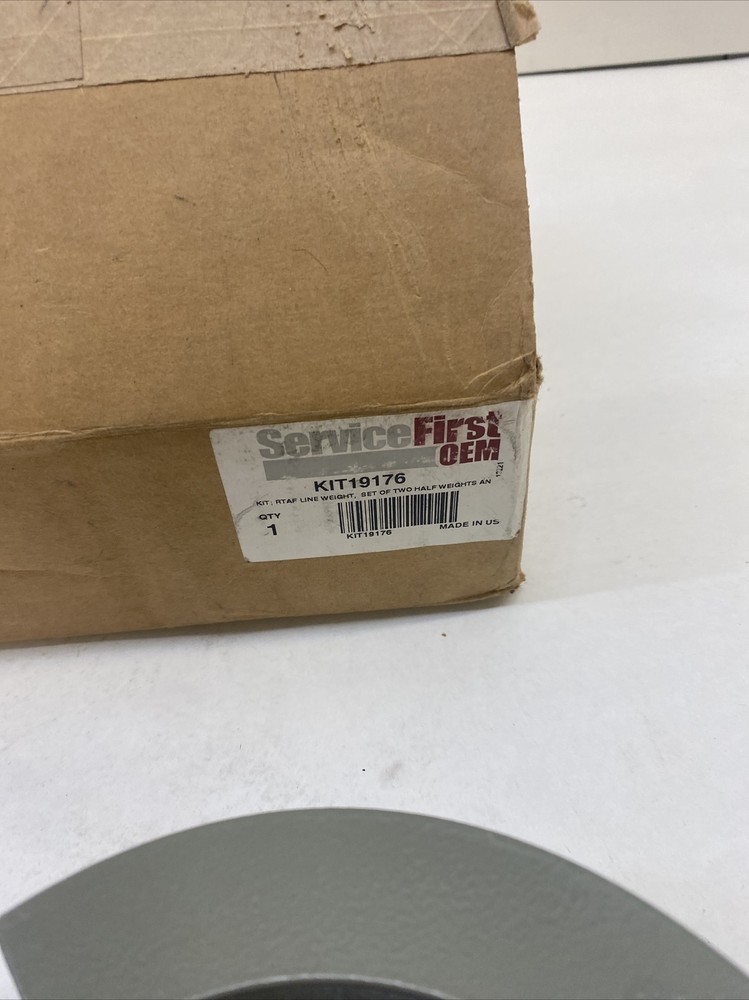 ServiceFirst
OEM
KIT19176
KIT; RTAF LINE WEIGHT, SET OF TWO HALF WEIGHTS AN
QTY
1
KIT19176
MADE IN US